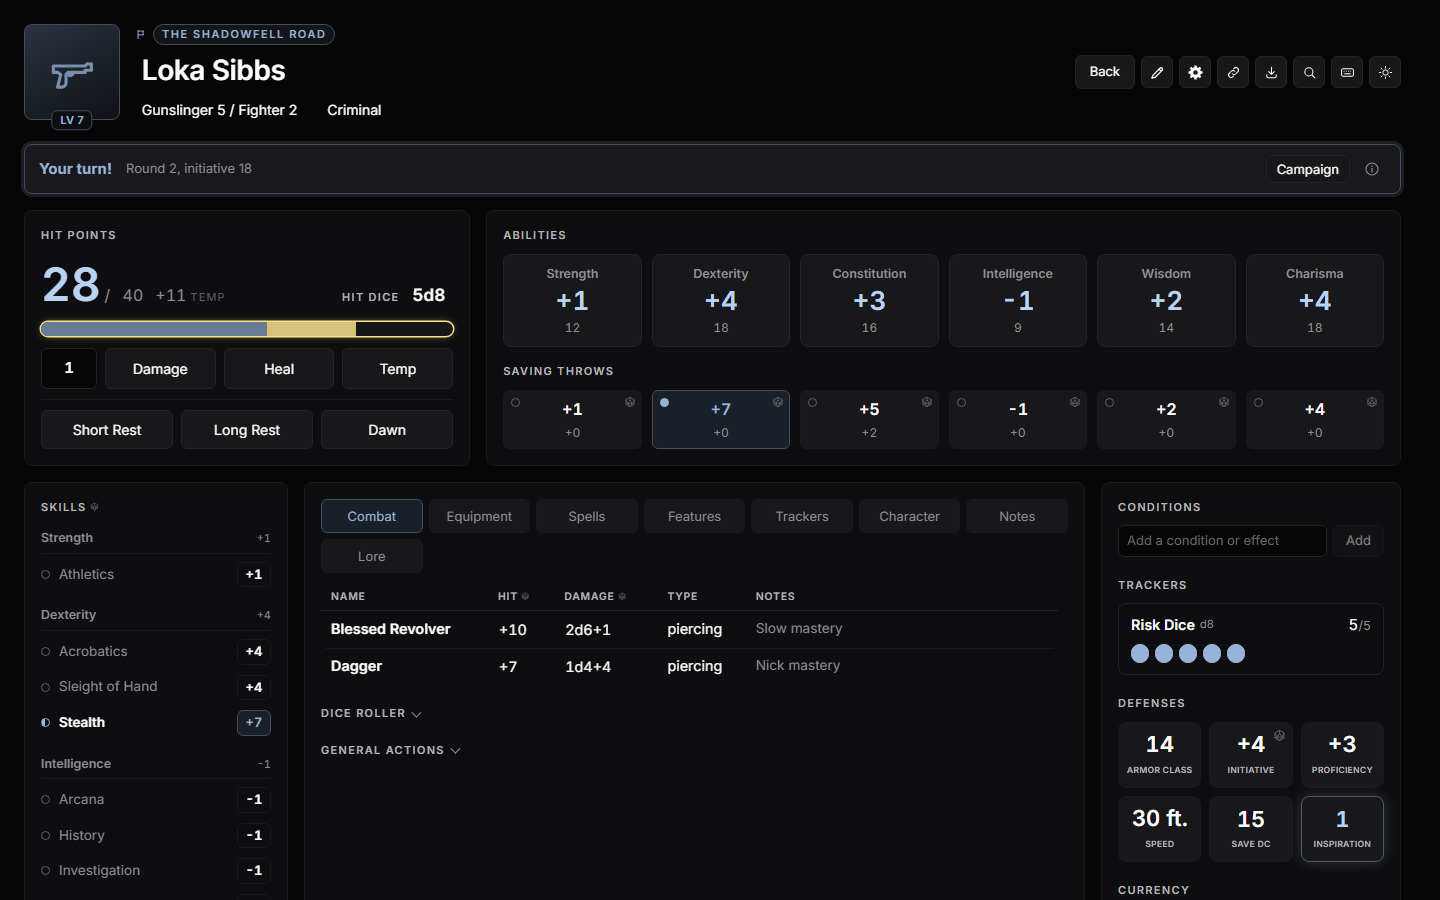 THE SHADOWFELL ROAD
Loka Sibbs
Gunslinger 5 / Fighter 2 Criminal
LV 7
Back
Your turn! Round 2, initiative 18
Campaign
HIT POINTS
28 / 40 +11 TEMP
HIT DICE 5d8
1 Damage Heal Temp
Short Rest Long Rest Dawn
ABILITIES
Strength Dexterity Constitution Intelligence Wisdom Charisma
+1 +4 +3 -1 +2 +4
12 18 16 9 14 18
SAVING THROWS
+1 +7 +5 -1 +2 +4
+0 +0 +2 +0 +0 +0
SKILLS
Strength +1
Athletics +1
Dexterity +4
Acrobatics +4
Sleight of Hand +4
Stealth +7
Intelligence -1
Arcana -1
History -1
Investigation -1
Combat Equipment Spells Features Trackers Character Notes
Lore
NAME HIT DAMAGE TYPE NOTES
Blessed Revolver +10 2d6+1 piercing Slow mastery
Dagger +7 1d4+4 piercing Nick mastery
DICE ROLLER
GENERAL ACTIONS
CONDITIONS
Add a condition or effect Add
TRACKERS
Risk Dice d8 5/5
DEFENSES
14 +4 +3
ARMOR CLASS INITIATIVE PROFICIENCY
30 ft. 15 1
SPEED SAVE DC INSPIRATION
CURRENCY